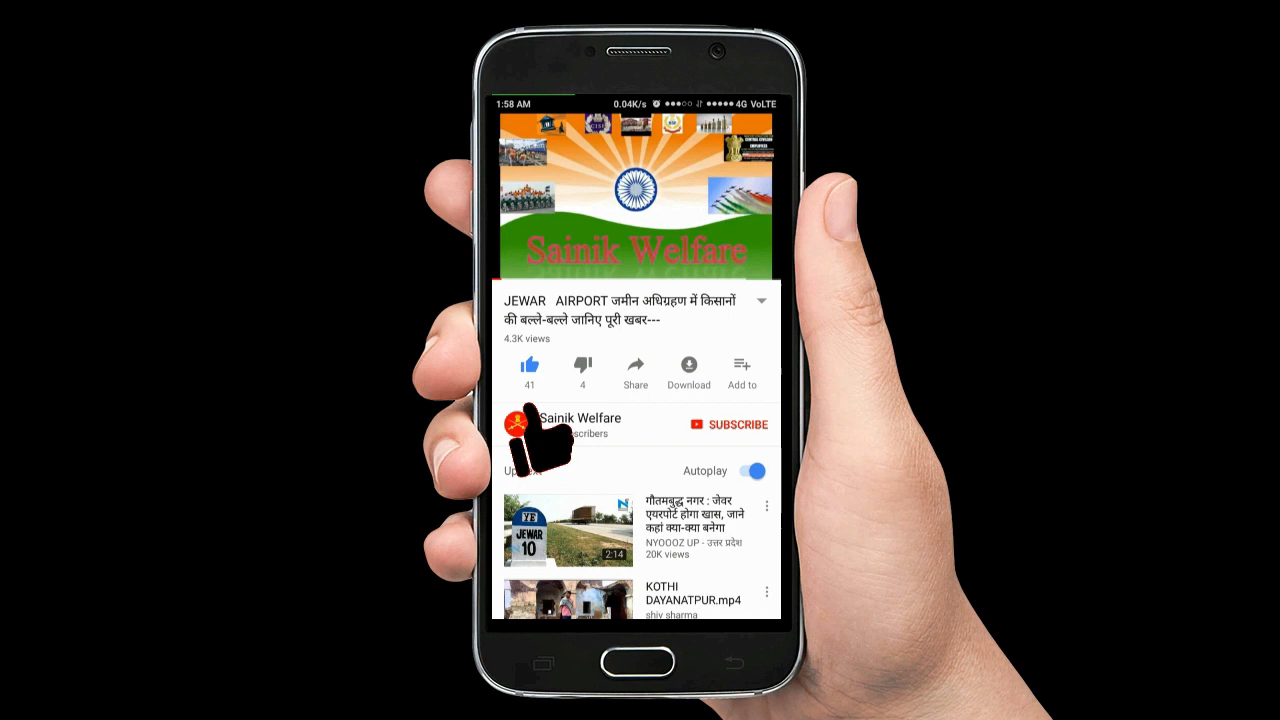 1:58 AM 0.04K/s 4G VoLTE
Sainik Welfare
JEWAR AIRPORT जमीन अधिग्रहण में किसानों
की बल्ले-बल्ले जानिए पूरी खबर---
4.3K views
41 4 Share Download Add to
Sainik Welfare
SUBSCRIBE
Autoplay
YE
JEWAR
10
2:14
गौतमबुद्ध नगर : जेवर
एयरपोर्ट होगा खास, जाने
कहां क्या-क्या बनेगा
NYOOOZ UP - उत्तर प्रदेश
20K views
KOTHI
DAYANATPUR.mp4
shiv sharma